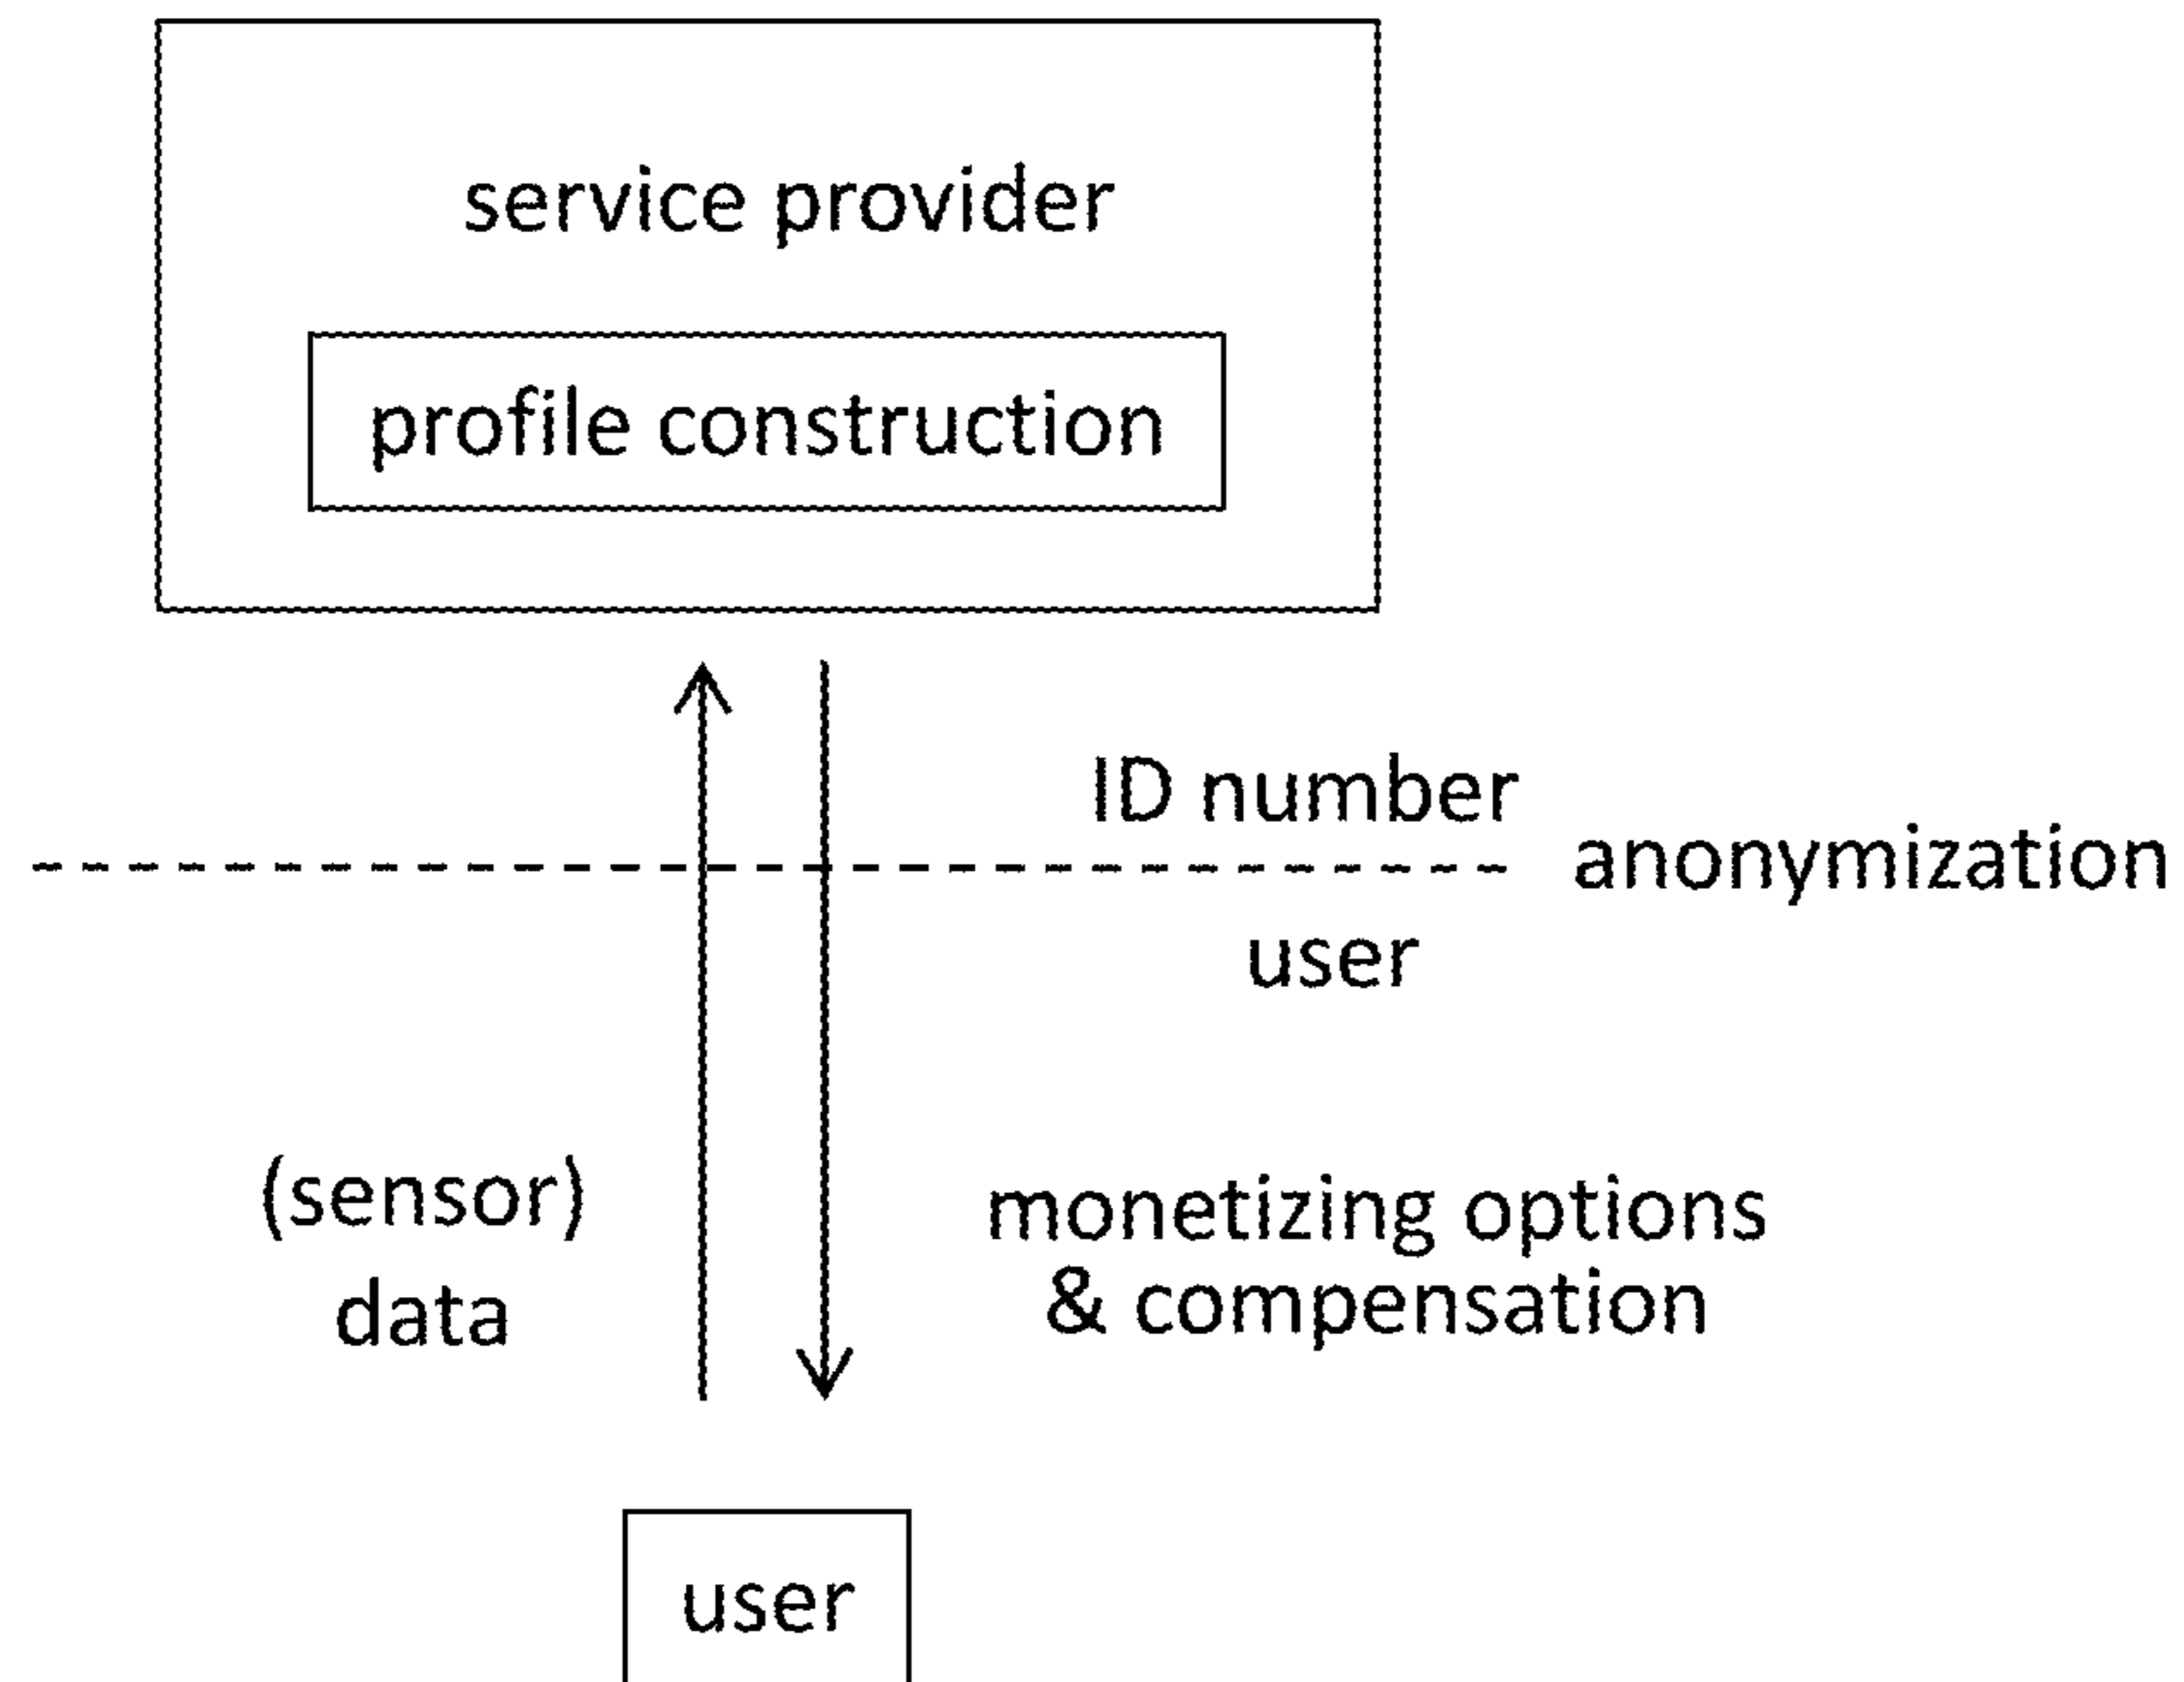 service provider
profile construction
ID number
anonymization
user
(sensor)
data
monetizing options
& compensation
user